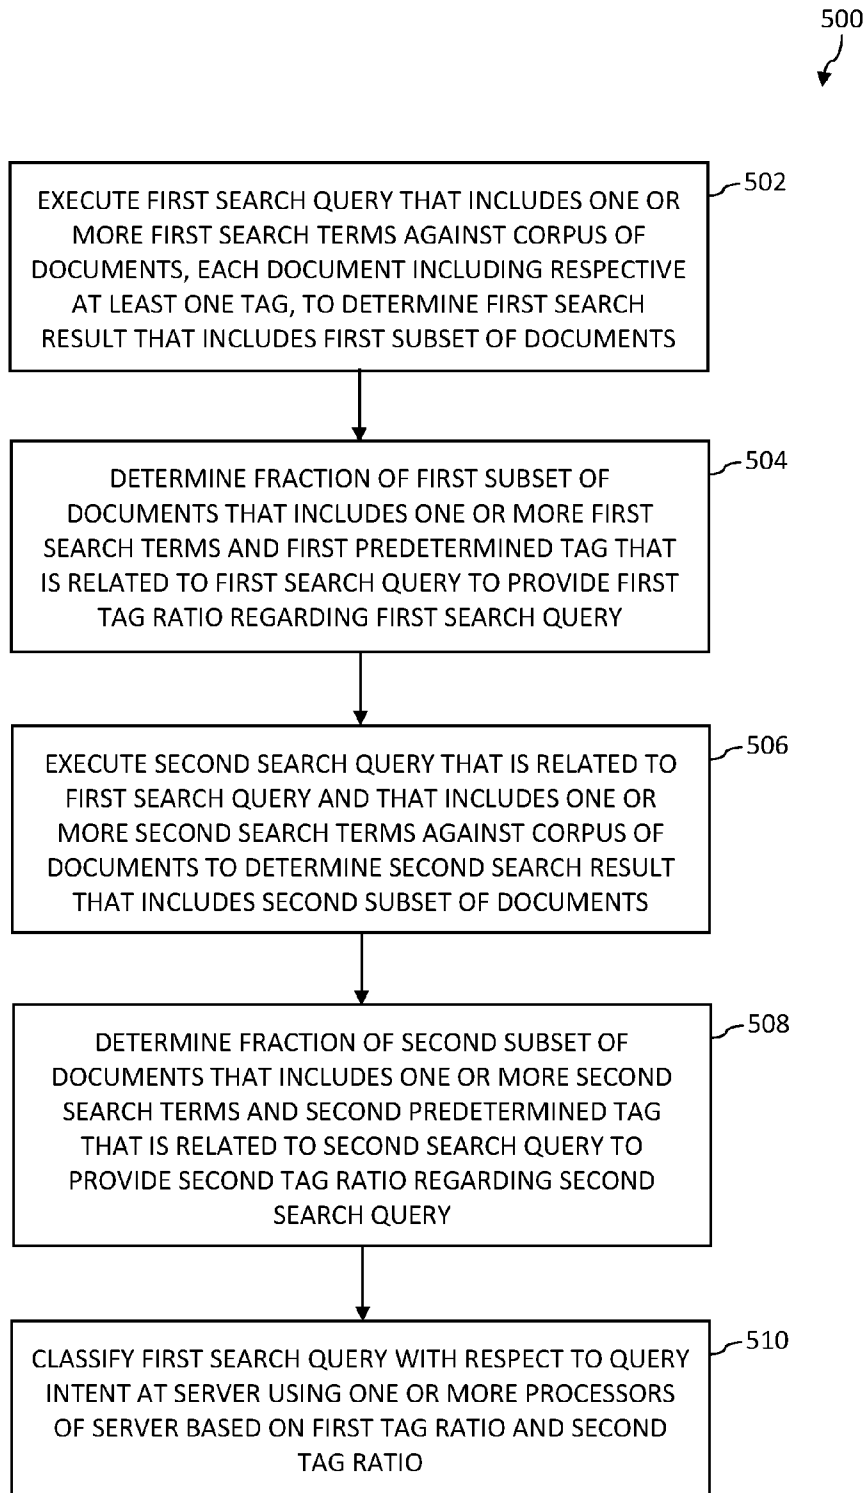 500
EXECUTE FIRST SEARCH QUERY THAT INCLUDES ONE OR
MORE FIRST SEARCH TERMS AGAINST CORPUS OF
DOCUMENTS, EACH DOCUMENT INCLUDING RESPECTIVE
AT LEAST ONE TAG, TO DETERMINE FIRST SEARCH
RESULT THAT INCLUDES FIRST SUBSET OF DOCUMENTS
502
DETERMINE FRACTION OF FIRST SUBSET OF
DOCUMENTS THAT INCLUDES ONE OR MORE FIRST
SEARCH TERMS AND FIRST PREDETERMINED TAG THAT
IS RELATED TO FIRST SEARCH QUERY TO PROVIDE FIRST
TAG RATIO REGARDING FIRST SEARCH QUERY
504
EXECUTE SECOND SEARCH QUERY THAT IS RELATED TO
FIRST SEARCH QUERY AND THAT INCLUDES ONE OR
MORE SECOND SEARCH TERMS AGAINST CORPUS OF
DOCUMENTS TO DETERMINE SECOND SEARCH RESULT
THAT INCLUDES SECOND SUBSET OF DOCUMENTS
506
DETERMINE FRACTION OF SECOND SUBSET OF
DOCUMENTS THAT INCLUDES ONE OR MORE SECOND
SEARCH TERMS AND SECOND PREDETERMINED TAG
THAT IS RELATED TO SECOND SEARCH QUERY TO
PROVIDE SECOND TAG RATIO REGARDING SECOND
SEARCH QUERY
508
CLASSIFY FIRST SEARCH QUERY WITH RESPECT TO QUERY
INTENT AT SERVER USING ONE OR MORE PROCESSORS
OF SERVER BASED ON FIRST TAG RATIO AND SECOND
TAG RATIO
510